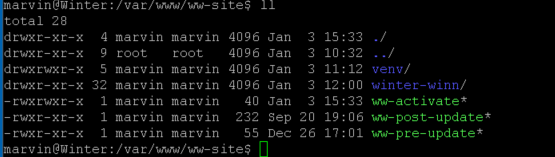 marvin@Winter:/var/www/ww-site$ ll
total 28
drwxr-xr-x  4 marvin marvin 4096 Jan  3 15:33 ./
drwxr-xr-x  9 root   root   4096 Jan  3 10:32 ../
drwxrwxr-x  5 marvin marvin 4096 Jan  3 11:12 venv/
drwxr-xr-x 32 marvin marvin 4096 Jan  3 12:00 winter-winn/
-rwxrwxr-x  1 marvin marvin   40 Jan  3 15:33 ww-activate*
-rwxr-xr-x  1 marvin marvin  232 Sep 20 19:06 ww-post-update*
-rwxr-xr-x  1 marvin marvin   55 Dec 26 17:01 ww-pre-update*
marvin@Winter:/var/www/ww-site$